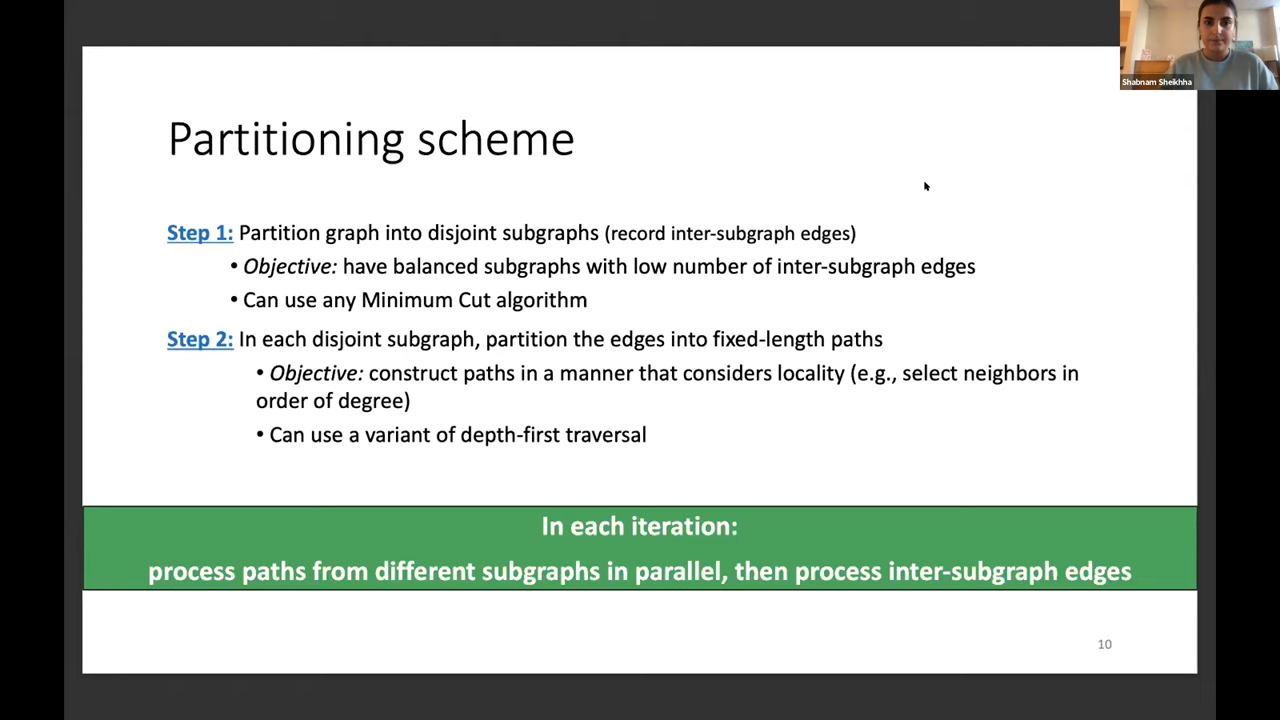 Shabnam Sheikhha
Partitioning scheme
Step 1: Partition graph into disjoint subgraphs (record inter-subgraph edges)
• Objective: have balanced subgraphs with low number of inter-subgraph edges
• Can use any Minimum Cut algorithm
Step 2: In each disjoint subgraph, partition the edges into fixed-length paths
• Objective: construct paths in a manner that considers locality (e.g., select neighbors in
order of degree)
• Can use a variant of depth-first traversal
In each iteration:
process paths from different subgraphs in parallel, then process inter-subgraph edges
10